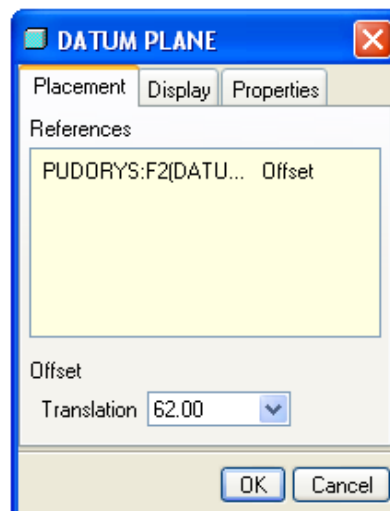 DATUM PLANE
Placement Display Properties
References
PUDORYS:F2(DATU... Offset
Offset
Translation 62.00
OK Cancel